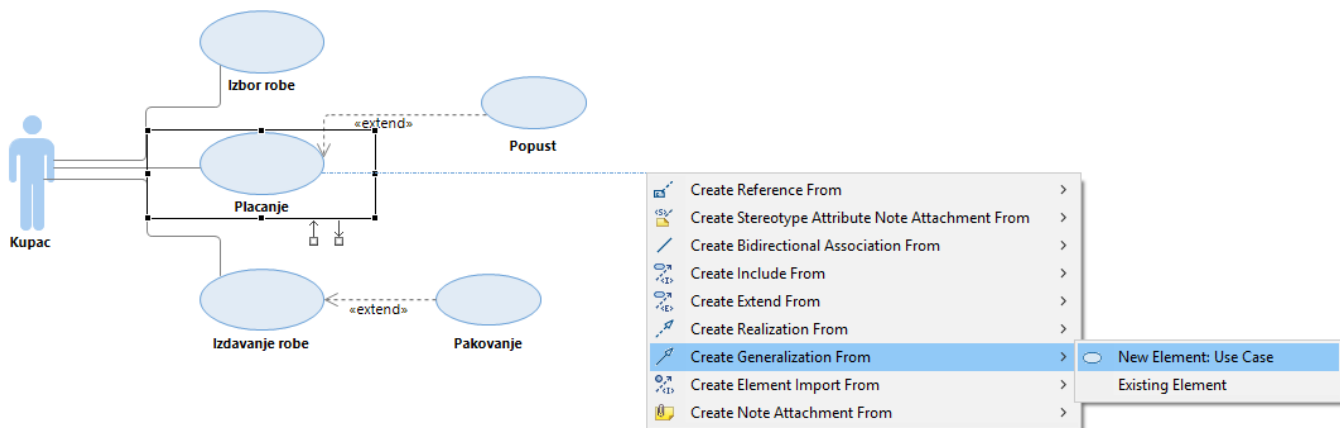 Izbor robe
«extend»
Popust
Placanje
Kupac
«extend»
Izdavanje robe
Pakovanje
Create Reference From
<S>
Create Stereotype Attribute Note Attachment From
Create Bidirectional Association From
Create Include From
<I>
Create Extend From
<E>
Create Realization From
Create Generalization From
New Element: Use Case
Create Element Import From
<I>
Existing Element
Create Note Attachment From